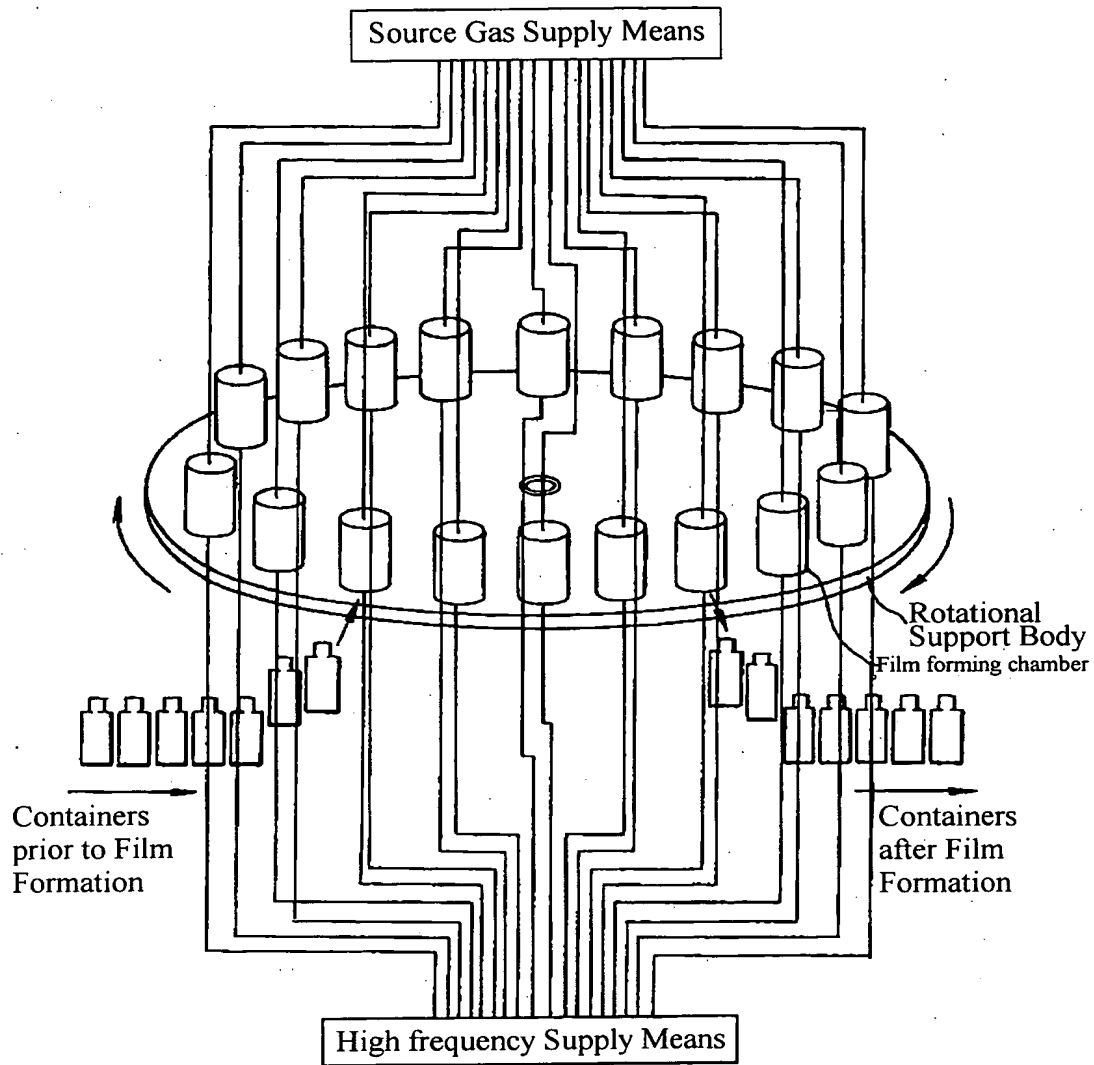 Source Gas Supply Means
Rotational
Support Body
Film forming chamber
Containers
prior to Film
Formation
Containers
after Film
Formation
High frequency Supply Means